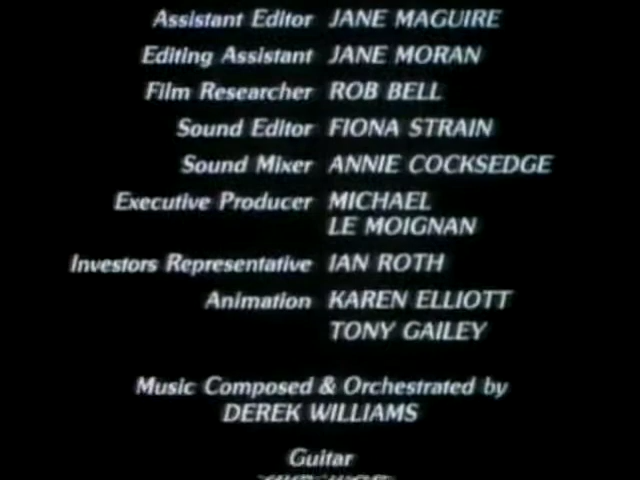 Assistant Editor JANE MAGUIRE
Editing Assistant JANE MORAN
Film Researcher ROB BELL
Sound Editor FIONA STRAIN
Sound Mixer ANNIE COCKSEDGE
Executive Producer MICHAEL
LE MOIGNAN
Investors Representative IAN ROTH
Animation KAREN ELLIOTT
TONY GAILEY
Music Composed & Orchestrated by
DEREK WILLIAMS
Guitar